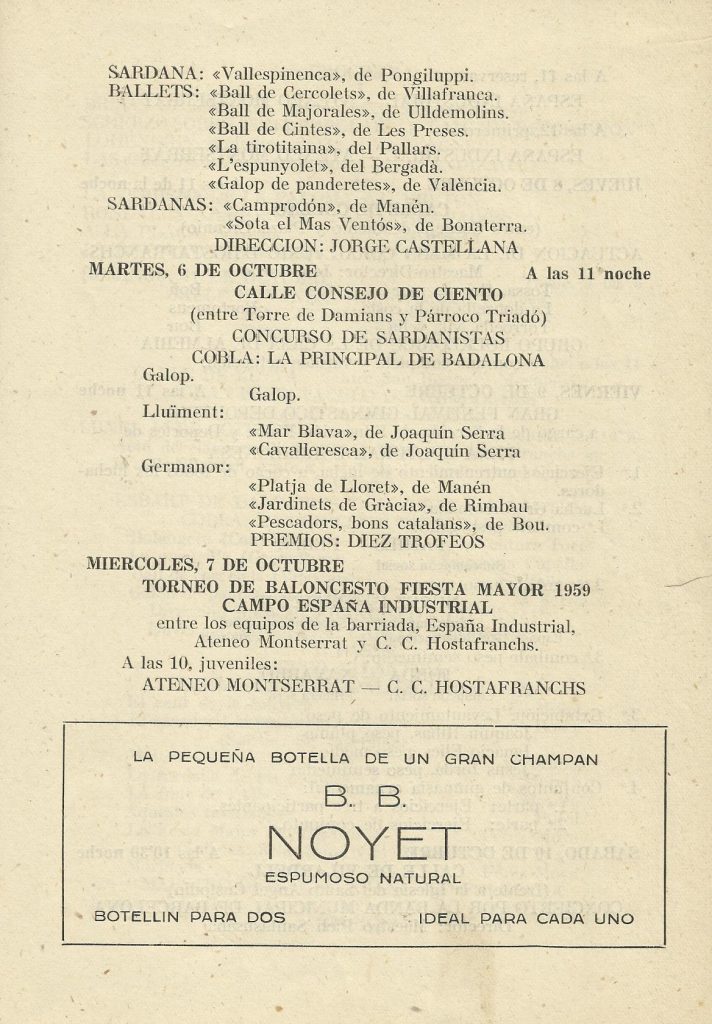 SARDANA: «Vallespinenca», de Pongiluppi.
BALLETS: «Ball de Cercolets», de Villafranca.
«Ball de Majorales», de Ulldemolins.
«Ball de Cintes», de Les Preses.
«La tirotitaina», del Pallars.
«L'espunyolet», del Bergadà.
«Galop de panderetes», de València.
SARDANAS: «Camprodón», de Manén.
«Sota el Mas Ventós», de Bonaterra.
DIRECCION: JORGE CASTELLANA
MARTES, 6 DE OCTUBRE A las 11 noche
CALLE CONSEJO DE CIENTO
(entre Torre de Damians y Párroco Triadó)
CONCURSO DE SARDANISTAS
COBLA: LA PRINCIPAL DE BADALONA
Galop.
Galop.
Lluïment:
«Mar Blava», de Joaquín Serra
«Cavalleresca», de Joaquín Serra
Germanor:
«Platja de Lloret», de Manén
«Jardinets de Gràcia», de Rimbau
«Pescadors, bons catalans», de Bou.
PREMIOS: DIEZ TROFEOS
MIERCOLES, 7 DE OCTUBRE
TORNEO DE BALONCESTO FIESTA MAYOR 1959
CAMPO ESPAÑA INDUSTRIAL
entre los equipos de la barriada, España Industrial,
Ateneo Montserrat y C. C. Hostafranchs.
A las 10, juveniles:
ATENEO MONTSERRAT — C. C. HOSTAFRANCHS
LA PEQUEÑA BOTELLA DE UN GRAN CHAMPAN
B. B.
NOYET
ESPUMOSO NATURAL
BOTELLIN PARA DOS IDEAL PARA CADA UNO